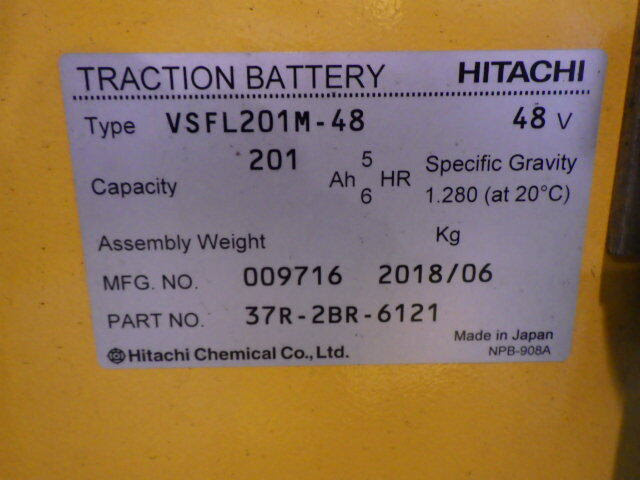 TRACTION BATTERY HITACHI
Type VSFL201M-48 48 V
Capacity 201 Ah 5 HR Specific Gravity
6 1.280 (at 20°C)
Assembly Weight Kg
MFG. NO. 009716 2018/06
PART NO. 37R-2BR-6121
Made in Japan
Hitachi Chemical Co., Ltd. NPB-908A